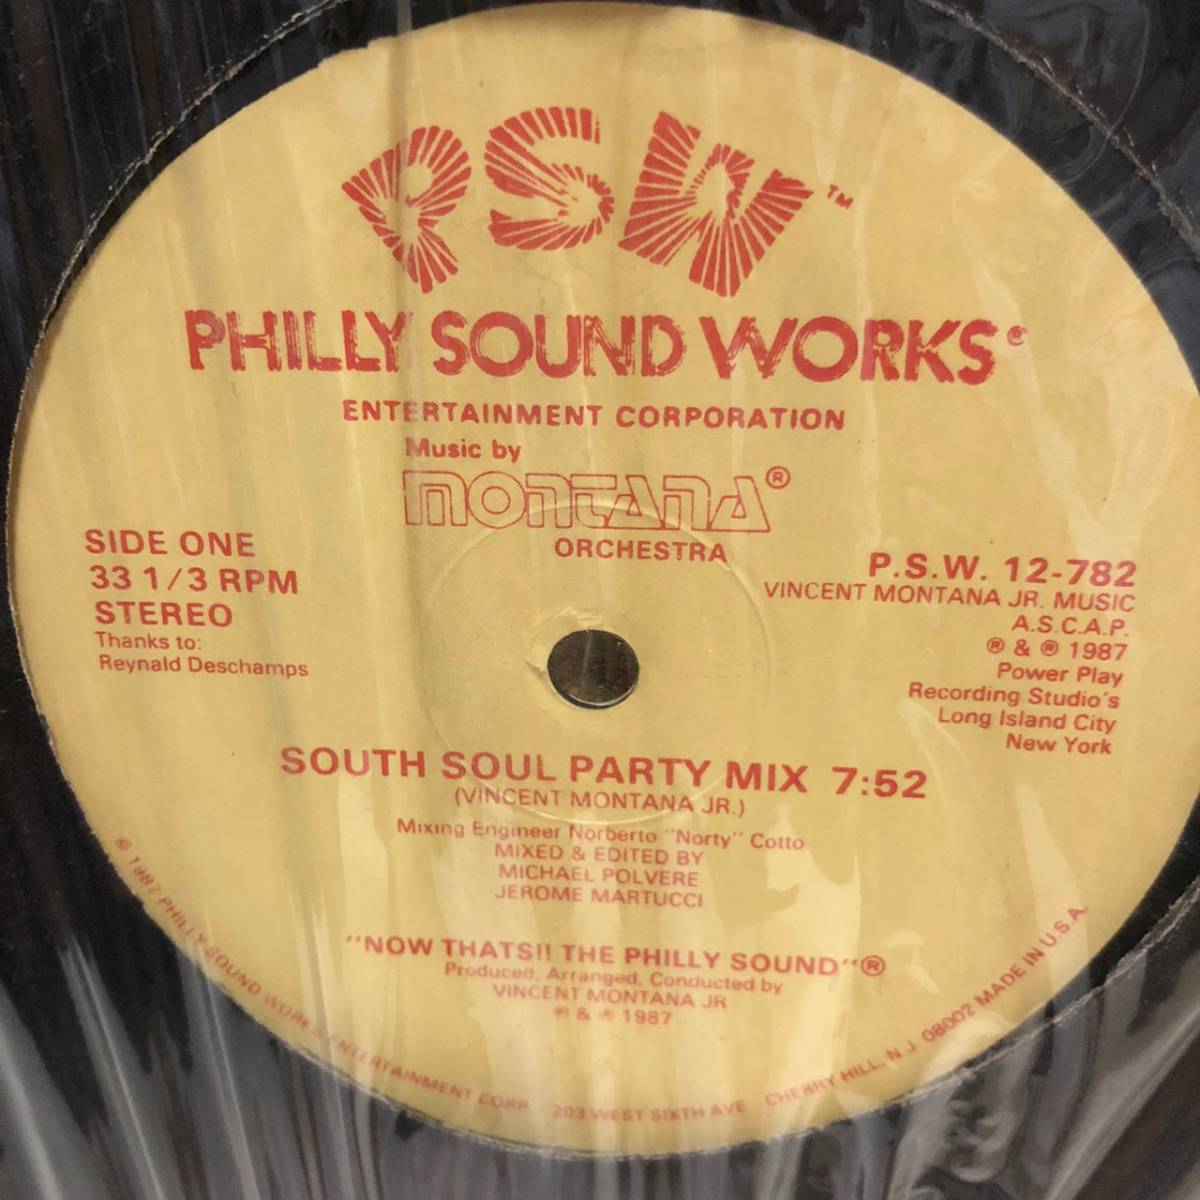 PSW™
PHILLY SOUND WORKS®
ENTERTAINMENT CORPORATION
Music by
MONTANA®
ORCHESTRA
SIDE ONE
33 1/3 RPM
STEREO
Thanks to:
Reynald Deschamps
P.S.W. 12-782
VINCENT MONTANA JR. MUSIC
A.S.C.A.P.
℗ & ℗ 1987
Power Play
Recording Studio's
Long Island City
New York
SOUTH SOUL PARTY MIX 7:52
(VINCENT MONTANA JR.)
Mixing Engineer Norberto "Norty" Cotto
MIXED & EDITED BY
MICHAEL POLVERE
JEROME MARTUCCI
"NOW THATS!! THE PHILLY SOUND"®
Produced, Arranged, Conducted by
VINCENT MONTANA JR
℗ & ℗ 1987
© 1987 PHILLY SOUND WORKS ENTERTAINMENT CORP 203 WEST SIXTH AVE CHERRY HILL, N.J 08002 MADE IN U.S.A.